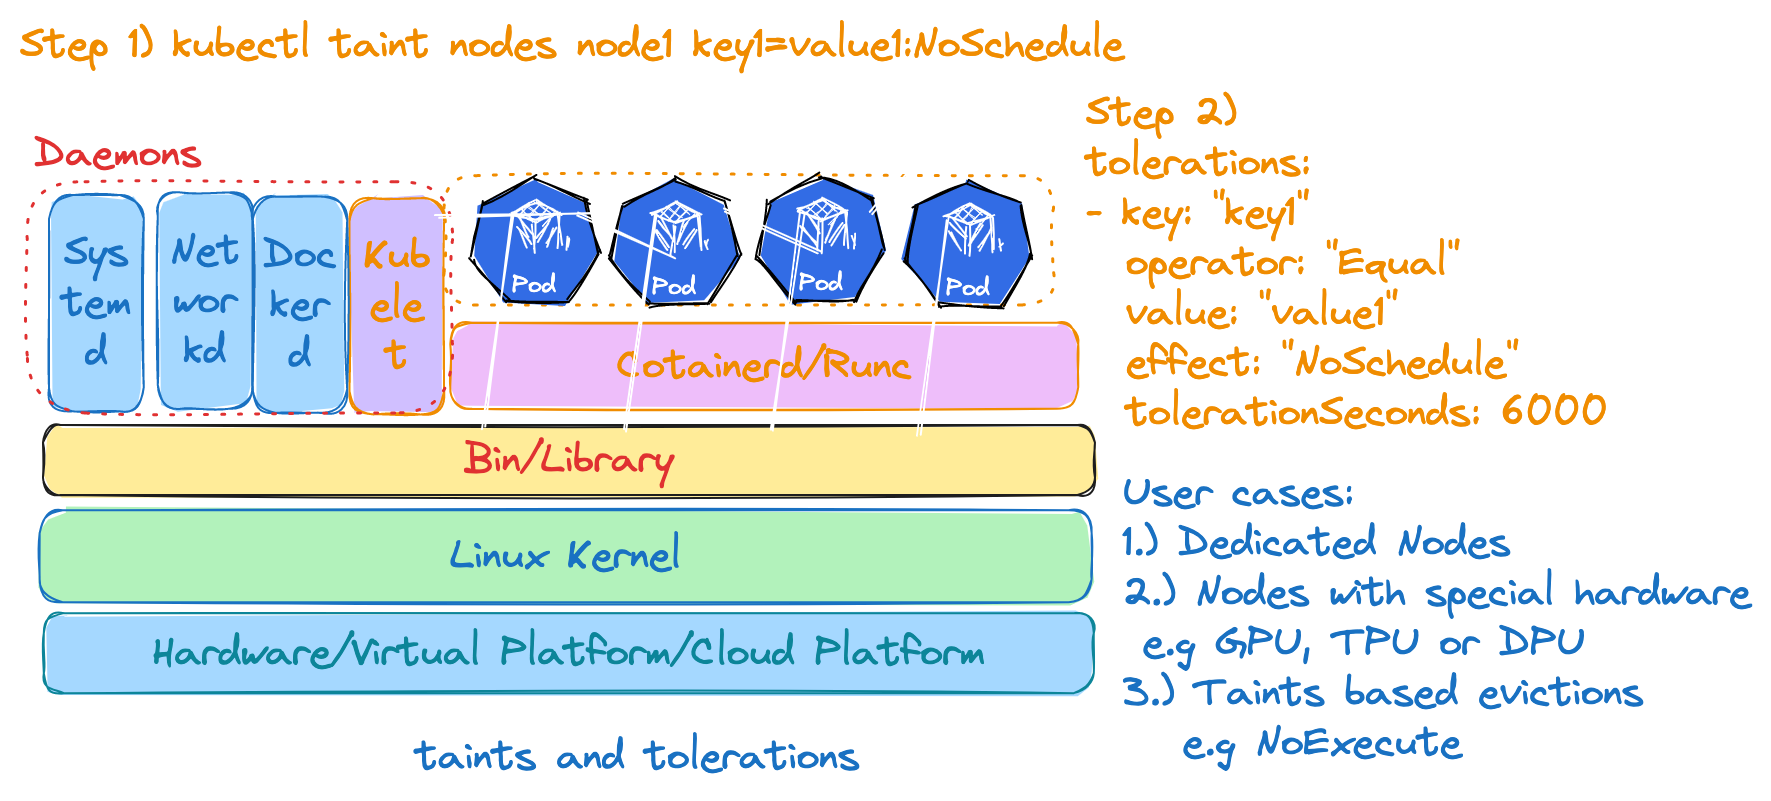 Step 1) kubectl taint nodes node1 key1=value1:NoSchedule
Step 2)
tolerations:
- key: "key1"
operator: "Equal"
value: "value1"
effect: "NoSchedule"
tolerationSeconds: 6000
Daemons
Sys
tem
d
Net
wor
kd
Doc
ker
d
Kub
ele
t
Pod
Pod
Pod
Pod
Cotainerd/Runc
Bin/Library
Linux Kernel
Hardware/Virtual Platform/Cloud Platform
User cases:
1.) Dedicated Nodes
2.) Nodes with special hardware
e.g GPU, TPU or DPU
3.) Taints based evictions
e.g NoExecute
taints and tolerations